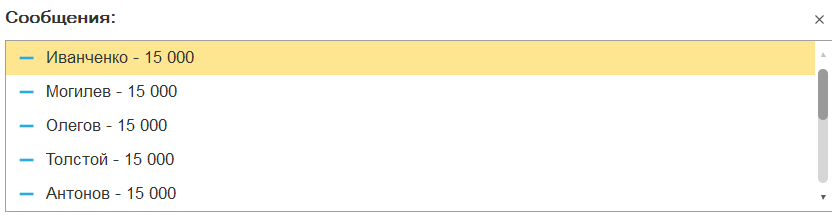 Сообщения:
Иванченко - 15 000
Могилев - 15 000
Олегов - 15 000
Толстой - 15 000
Антонов - 15 000